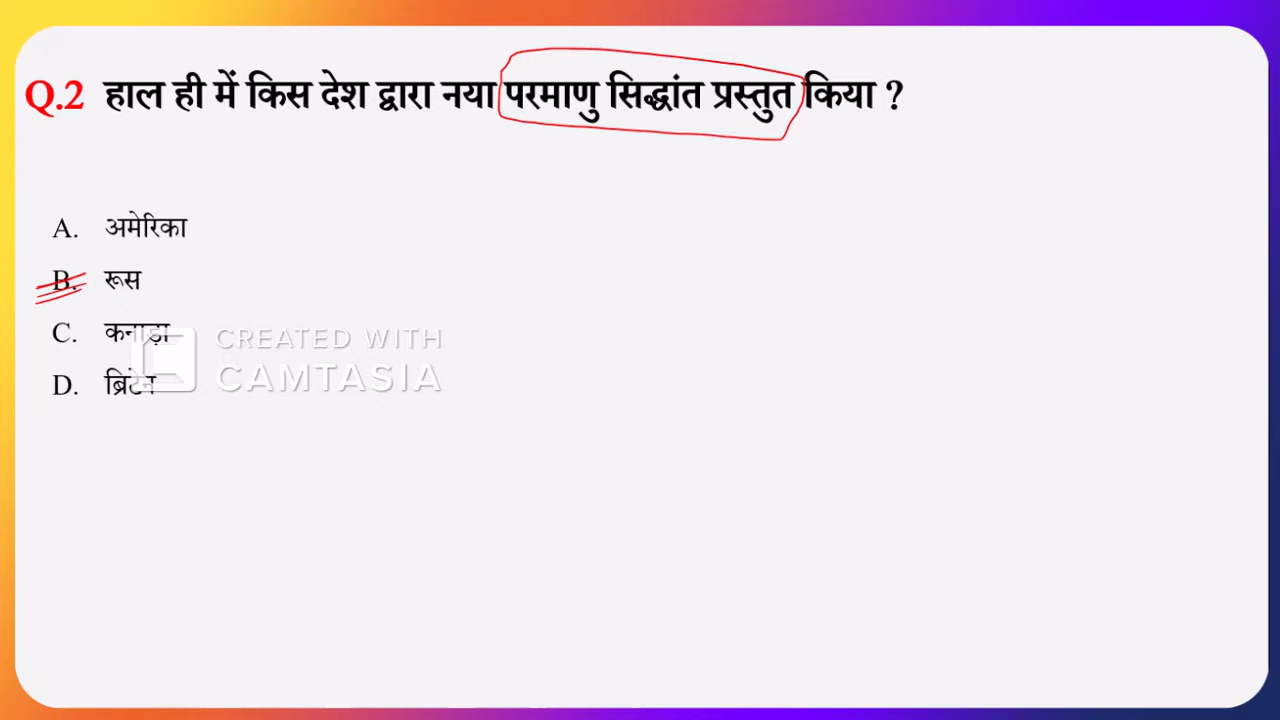 Q.2 हाल ही में किस देश द्वारा नया परमाणु सिद्धांत प्रस्तुत किया ?
A. अमेरिका
B. रूस
C. कनाड़ा
D. ब्रिटेन
CREATED WITH
CAMTASIA